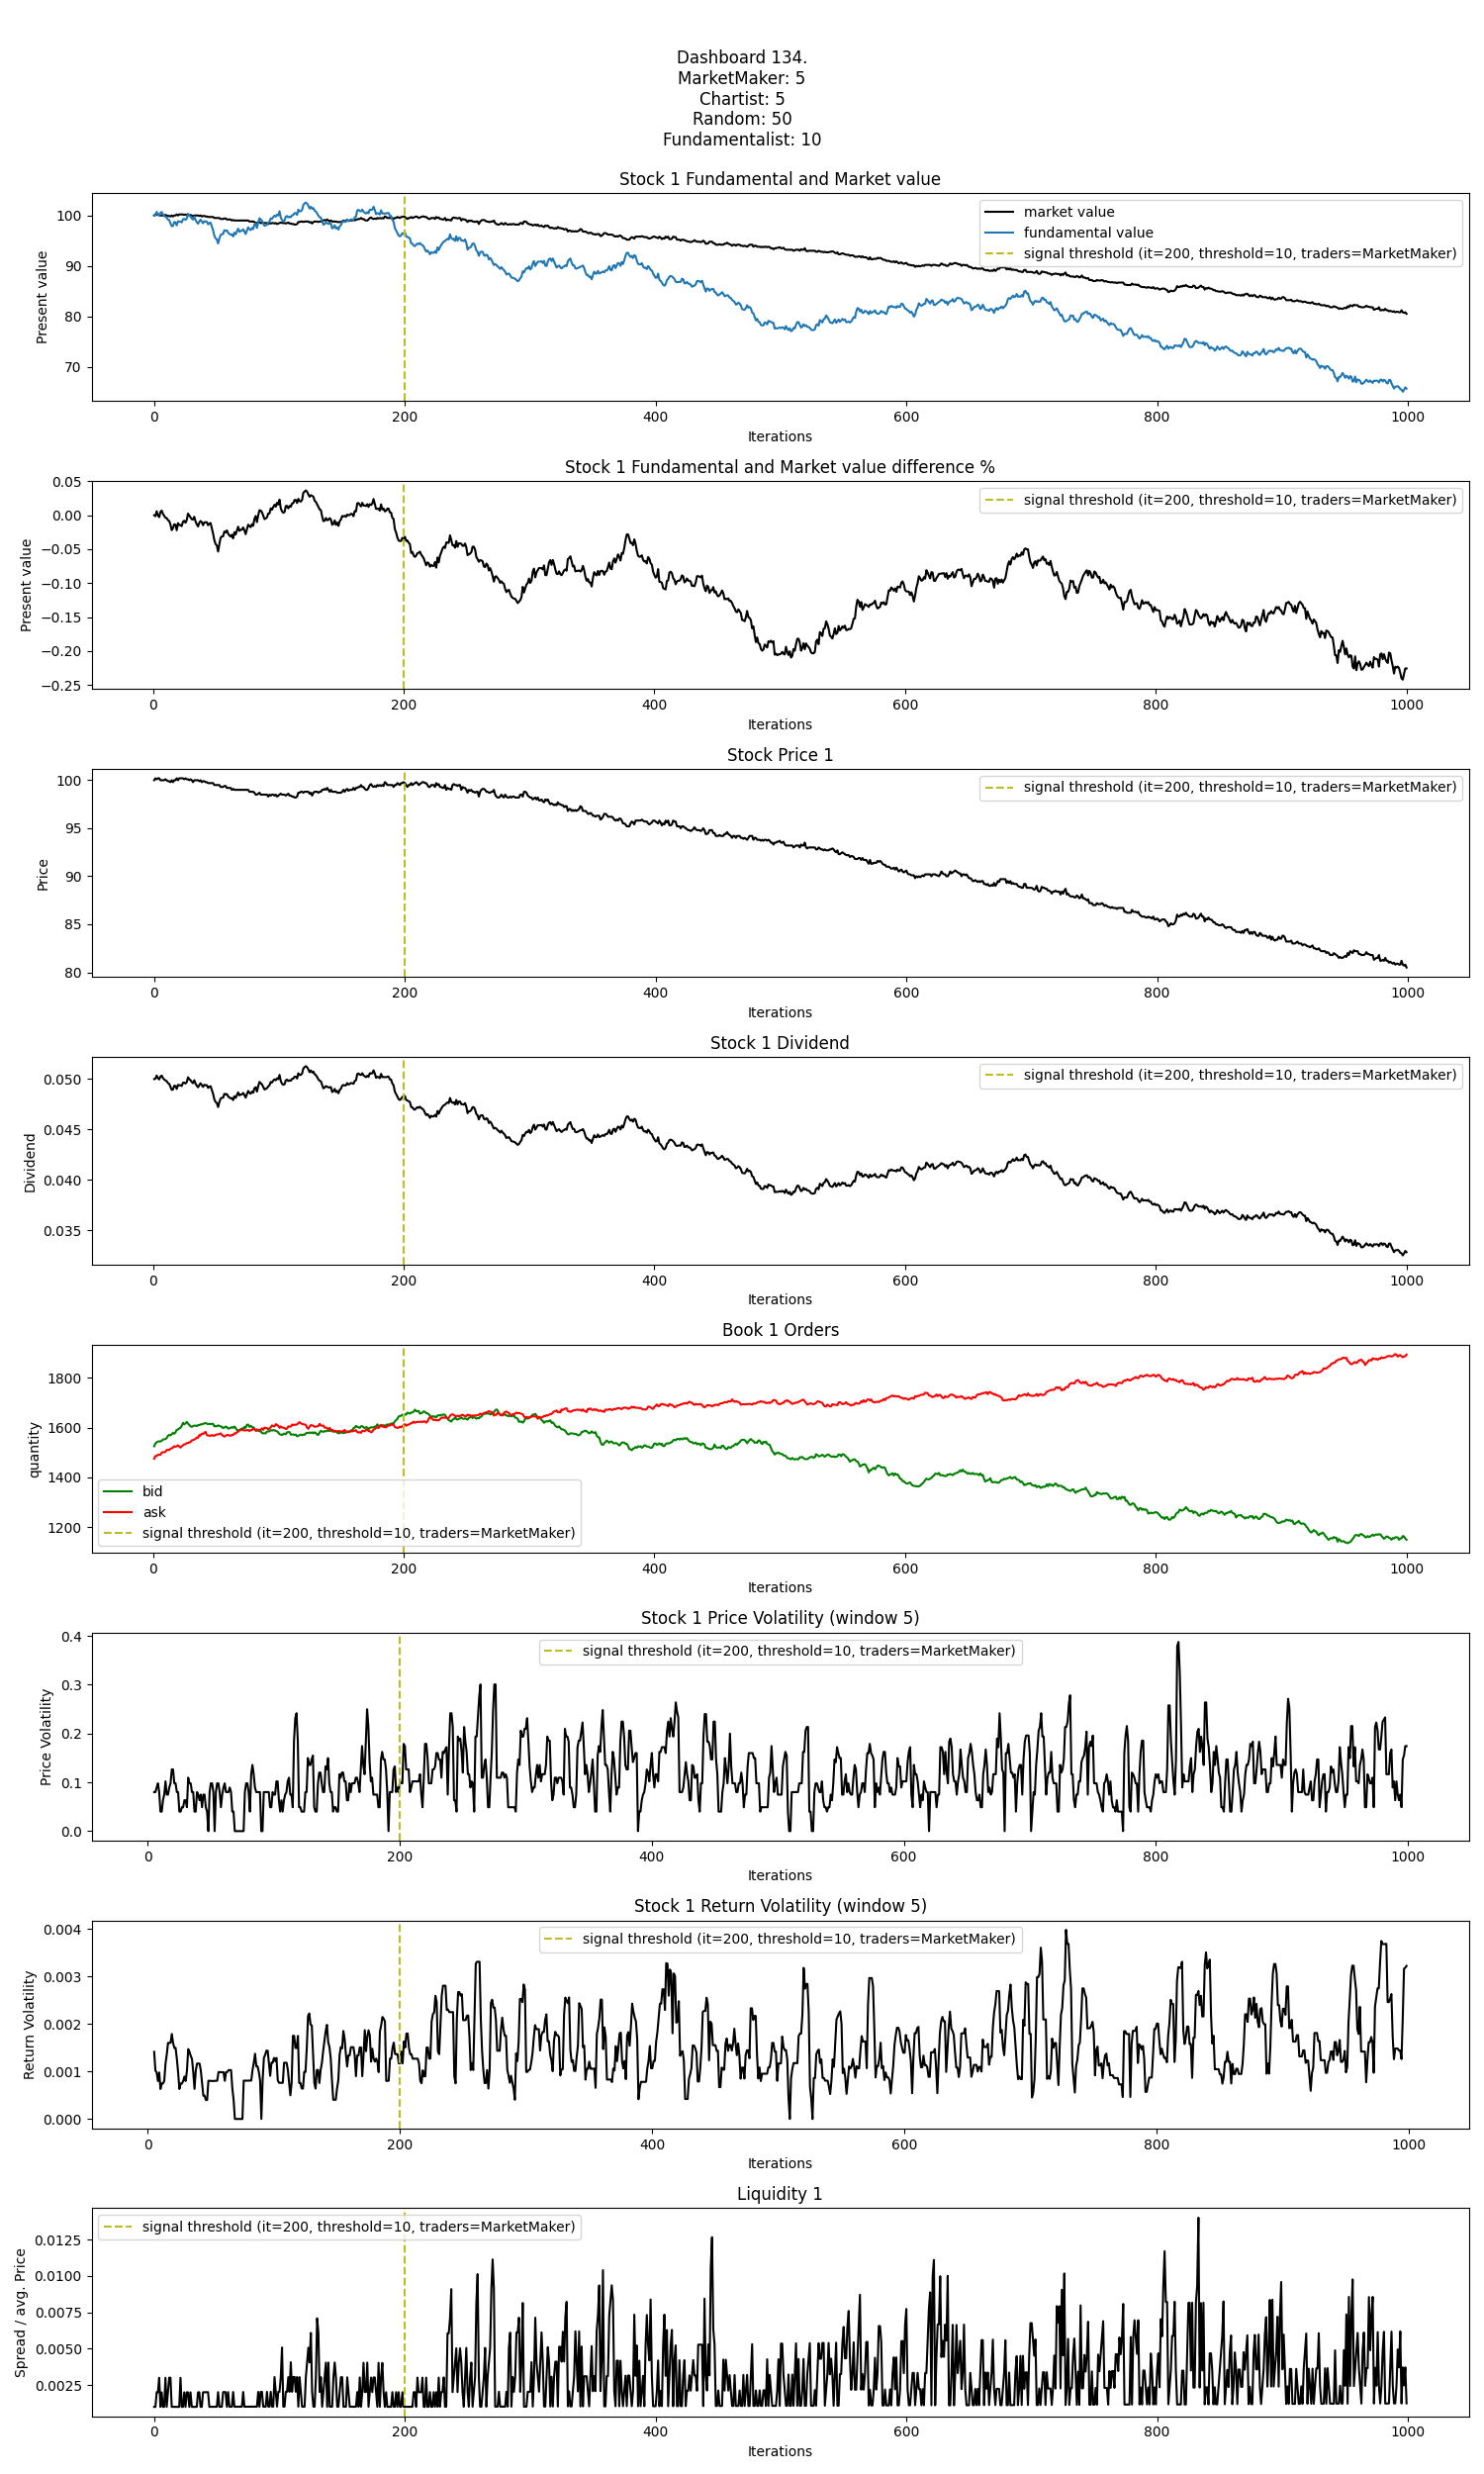 Dashboard 134.
MarketMaker: 5
Chartist: 5
Random: 50
Fundamentalist: 10
Stock 1 Fundamental and Market value
market value
fundamental value
signal threshold (it=200, threshold=10, traders=MarketMaker)
Present value
100
90
80
70
0 200 400 600 800 1000
Iterations
Stock 1 Fundamental and Market value difference %
signal threshold (it=200, threshold=10, traders=MarketMaker)
Present value
0.05
0.00
−0.05
−0.10
−0.15
−0.20
−0.25
0 200 400 600 800 1000
Iterations
Stock Price 1
signal threshold (it=200, threshold=10, traders=MarketMaker)
Price
100
95
90
85
80
0 200 400 600 800 1000
Iterations
Stock 1 Dividend
signal threshold (it=200, threshold=10, traders=MarketMaker)
Dividend
0.050
0.045
0.040
0.035
0 200 400 600 800 1000
Iterations
Book 1 Orders
quantity
1800
1600
1400
1200
bid
ask
signal threshold (it=200, threshold=10, traders=MarketMaker)
0 200 400 600 800 1000
Iterations
Stock 1 Price Volatility (window 5)
signal threshold (it=200, threshold=10, traders=MarketMaker)
Price Volatility
0.4
0.3
0.2
0.1
0.0
0 200 400 600 800 1000
Iterations
Stock 1 Return Volatility (window 5)
signal threshold (it=200, threshold=10, traders=MarketMaker)
Return Volatility
0.004
0.003
0.002
0.001
0.000
0 200 400 600 800 1000
Iterations
Liquidity 1
signal threshold (it=200, threshold=10, traders=MarketMaker)
Spread / avg. Price
0.0125
0.0100
0.0075
0.0050
0.0025
0 200 400 600 800 1000
Iterations